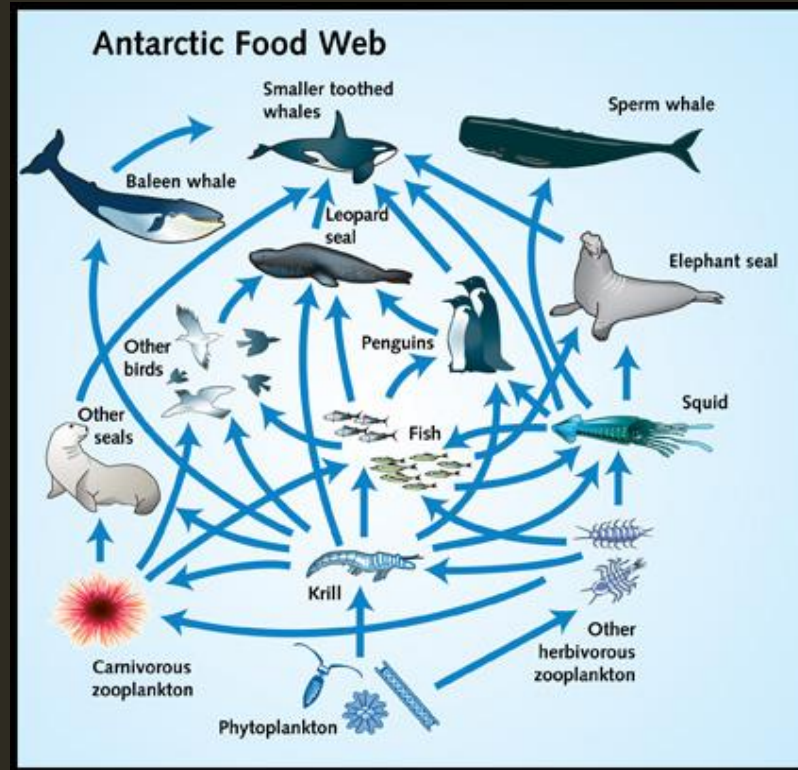 Antarctic Food Web
Smaller toothed
whales
Sperm whale
Baleen whale
Leopard
seal
Elephant seal
Other
birds
Penguins
Other
seals
Fish
Squid
Krill
Carnivorous
zooplankton
Other
herbivorous
zooplankton
Phytoplankton